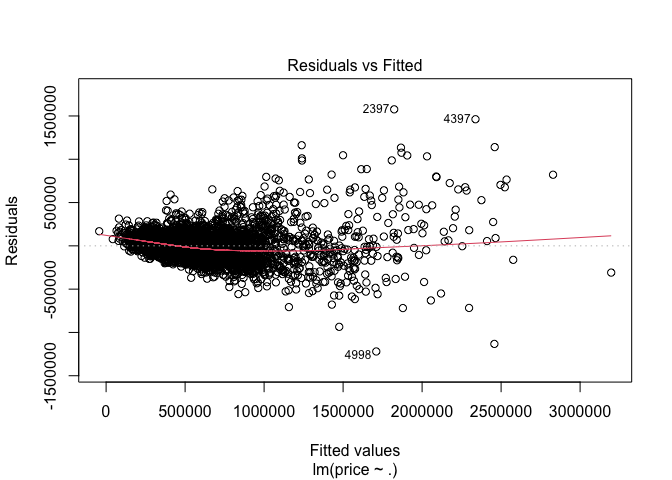 Residuals vs Fitted
Residuals
1500000
500000
0
-500000
-1500000
2397
4397
4998
0 500000 1000000 1500000 2000000 2500000 3000000
Fitted values
lm(price ~ .)